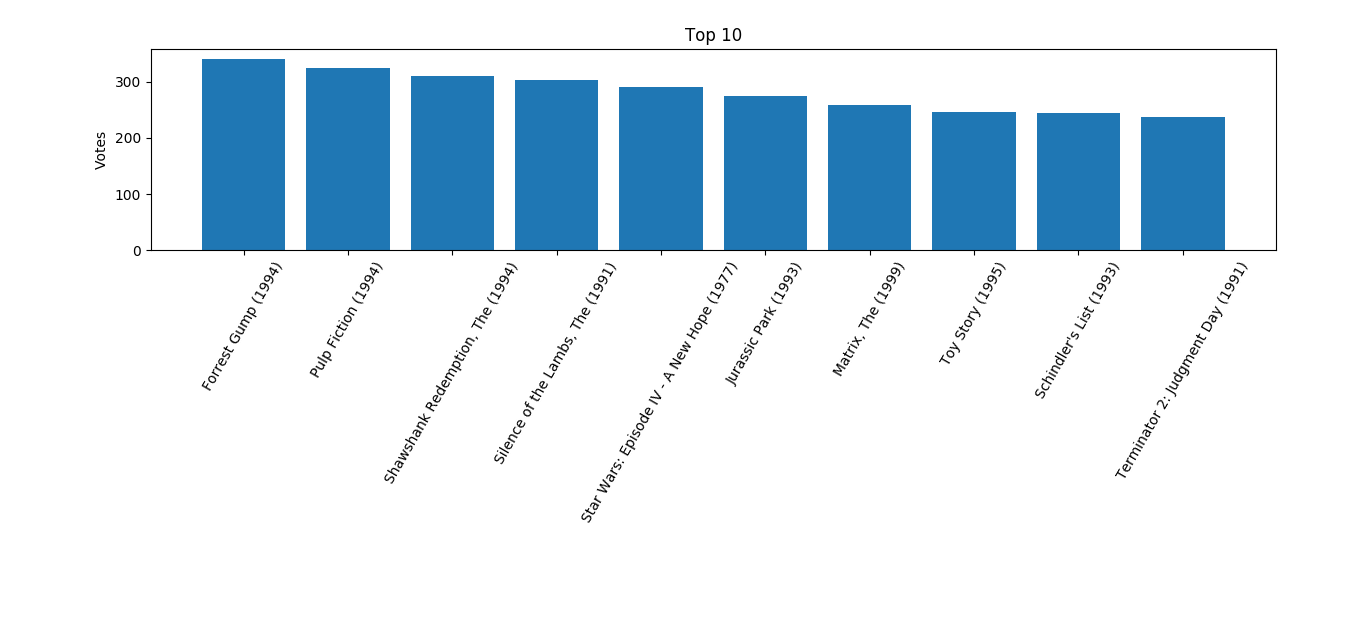 Top 10
Votes
300
200
100
0
Forrest Gump (1994)
Pulp Fiction (1994)
Shawshank Redemption, The (1994)
Silence of the Lambs, The (1991)
Star Wars: Episode IV - A New Hope (1977)
Jurassic Park (1993)
Matrix, The (1999)
Toy Story (1995)
Schindler's List (1993)
Terminator 2: Judgment Day (1991)